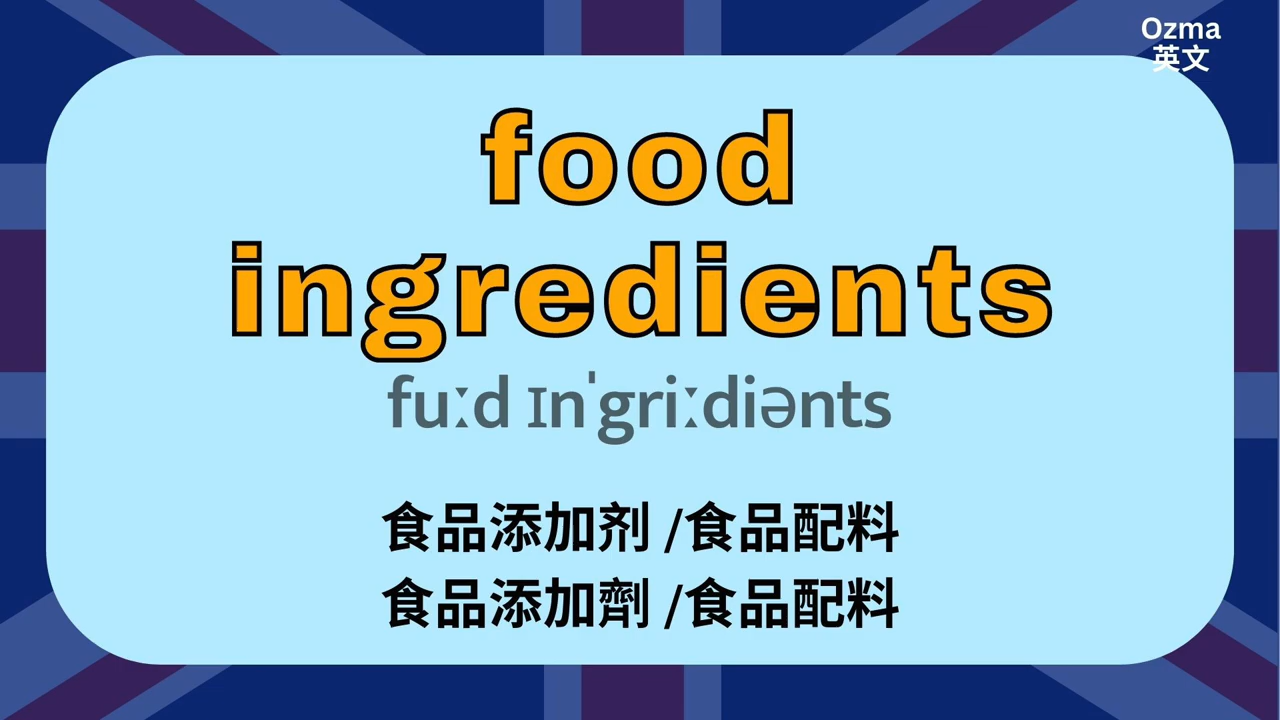 Ozma
英文
food
ingredients
fuːd ɪnˈgriːdiənts
食品添加剂 /食品配料
食品添加劑 /食品配料